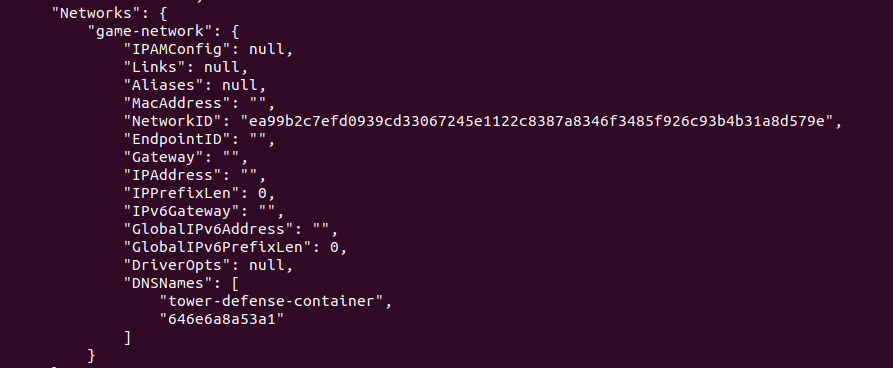 "Networks": {
"game-network": {
"IPAMConfig": null,
"Links": null,
"Aliases": null,
"MacAddress": "",
"NetworkID": "ea99b2c7efd0939cd33067245e1122c8387a8346f3485f926c93b4b31a8d579e",
"EndpointID": "",
"Gateway": "",
"IPAddress": "",
"IPPrefixLen": 0,
"IPv6Gateway": "",
"GlobalIPv6Address": "",
"GlobalIPv6PrefixLen": 0,
"DriverOpts": null,
"DNSNames": [
"tower-defense-container",
"646e6a8a53a1"
]
}